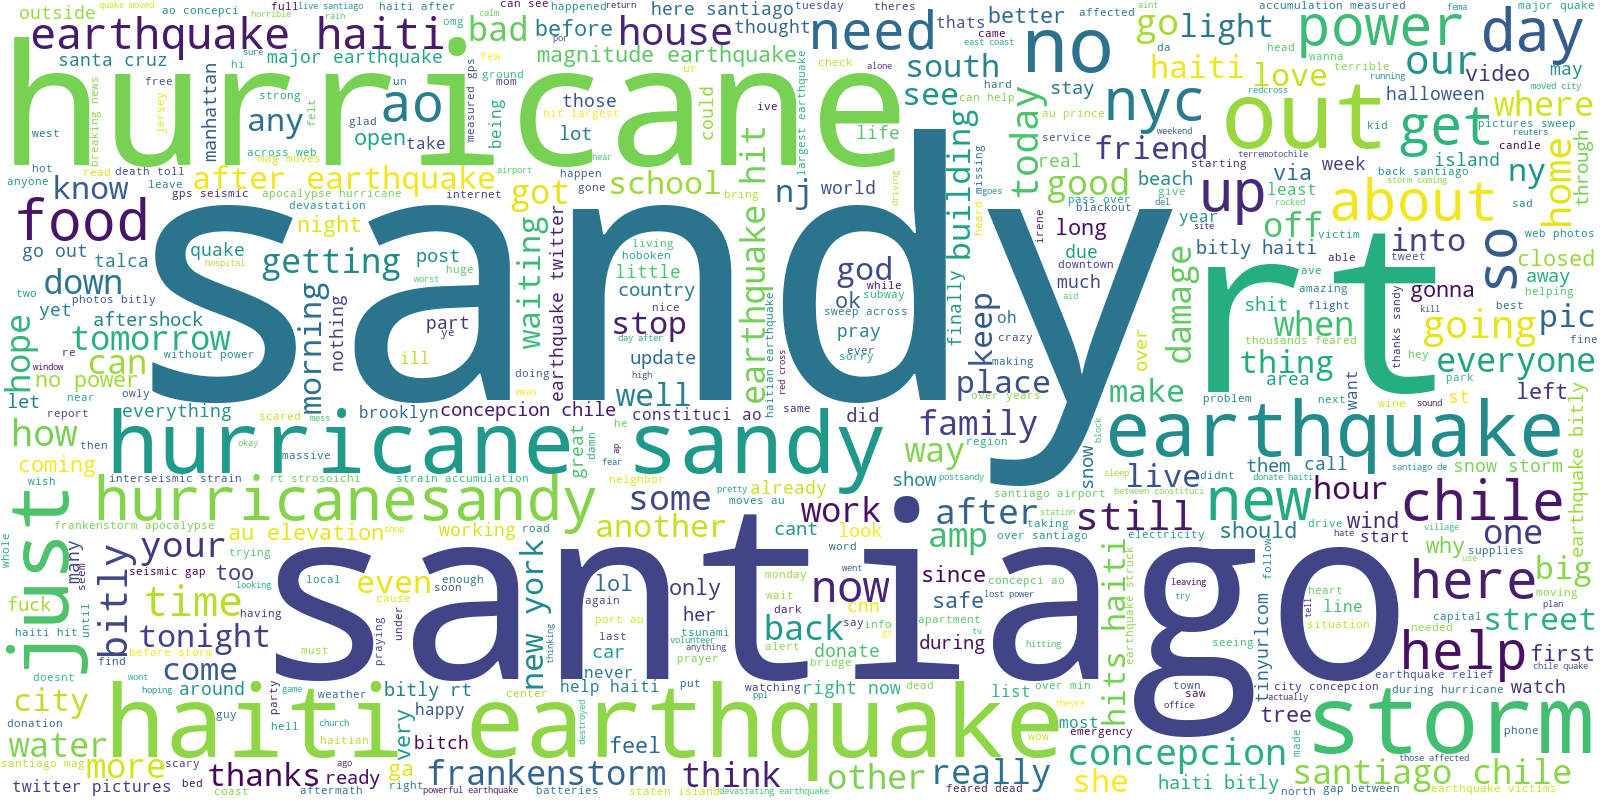 outside
quake moved
ao concepci
horrible
full
live santiago
haiti after
rain
omg
calm
can see
happened
return
here santiago
tuesday
theres
accumulation measured
fema
major quake
earthquake haiti
bad
before
house
thought
need
thats
better
affected
no
go
light
power
day
santa cruz
hi
sure
major earthquake
few
por
magnitude earthquake
came
east coast
aint
da
head
wanna
terrible
our
video
may
hurricane
breaking news
free
jersey
strong
felt
manhattan
any
un
ao
ground
mom
glad
open
take
measured gps
being
those
hit largest
lot
ur
could
ive
check
alone
life
largest earthquake
south
see
can help
hard
stay
au prince
nyc
out
haiti
love
redcross
running
moved city
halloween
get
where
kid
pictures sweep
reuters
west
hot
anyone
read
death toll
leave
across web
mag moves
after earthquake
gps seismic
apocalypse hurricane
devastation
night
internet
airport
happen
gone
hear
got
school
bring
nj
world
driving
building
heard missing
goes
today
real
service
weekend
friend
starting
terremotochile
week
good
beach
via
give
del
island
least
rocked
back santiago
storm coming
candle
ny
sad
through
home
know
food
go out
talca
quake
hospital
getting
post
huge
worst
waiting
earthquake twitter
living
hoboken
little
country
nice
earthquake hit
god
ok
while
subway
sweep across
pray
ever
sorry
finally
irene
pass over
blackout
long
due
downtown
much
aid
year
site
up
off
victim
about
web photos
bitly haiti
into
so
closed
away
helping
sandy
rt
down
two
yet
photos bitly
aftershock
tomorrow
without power
hope
re
window
can
no power
let
near
owly
report
morning
nothing
part
ye
ill
doing
mean
stop
day after
update
high
well
haitian earthquake
red cross
same
keep
oh
crazy
making
place
over years
over
damage
shit
amazing
ave
flight
when
thousands feared
thing
area
make
problem
next
want
able
tweet
thanks sandy
kill
gonna
going
hey
best
pic
fine
everyone
park
left
st
wine
sound
everything
scared
mess
brooklyn
concepcion chile
constituci ao
did
family
how
then
okay
massive
hurricane sandy
great
damn
he
ap
fear
neighbor
way
region
snow
block
earthquake
earthquake bitly
coming
wish
interseismic strain
rt strosoichi
strain accumulation
pretty
moves au
already
show
postsandy
live
sleep
didnt
them
call
between constituci
santiago de
donate haiti
snow storm
just
hurricanesandy
some
work
after
santiago airport
station
taking
still
new
hour
chile
frankenstorm apocalypse
shop
au elevation
working
road
another
cant
look
amp
over santiago
electricity
should
drive
hate
wind
start
village
use
one
whole
until
many
seem
bitly
your
trying
seismic gap
too
looking
local
even
enough
soon
cause
new york
lol
again
only
her
word
went
monday
wait
now
since
concepci ao
safe
lost power
hits haiti
earthquake struck
leaving
try
follow
why
supplies
big
moving
plan
here
fuck
time
having
before storm
must
praying
under
thinking
port au
last
car
tsunami
volunteer
anything
prayer
dark
back
cnn
say
info
gt
alert
donate
bridge
apartment
tv
during
hitting
santiago
seeing
tinyurlcom
heart
line
tell
situation
capital
needed
street
haiti hit
tonight
doesnt
find
come
wont
hoping
around
game
weather
bitly rt
center
never
help haiti
put
watching
right now
ppl
dead
list
over min
theyre
most
town
saw
office
city concepcion
actually
earthquake relief
during hurricane
help
first
chile quake
watch
city
donation
guy
hell
party
church
haitian
happy
very
destroyed
feel
wow
emergency
tree
made
phone
water
haiti earthquake
storm
santiago mag
more
scary
bitch
concepcion
those affected
twitter pictures
bed
coast
thanks
aftermath
ago
ready
batteries
ga
right
frankenstorm
powerful earthquake
staten island
think
devastating earthquake
other
really
feared dead
she
haiti bitly
north gap between
santiago chile
earthquake victims